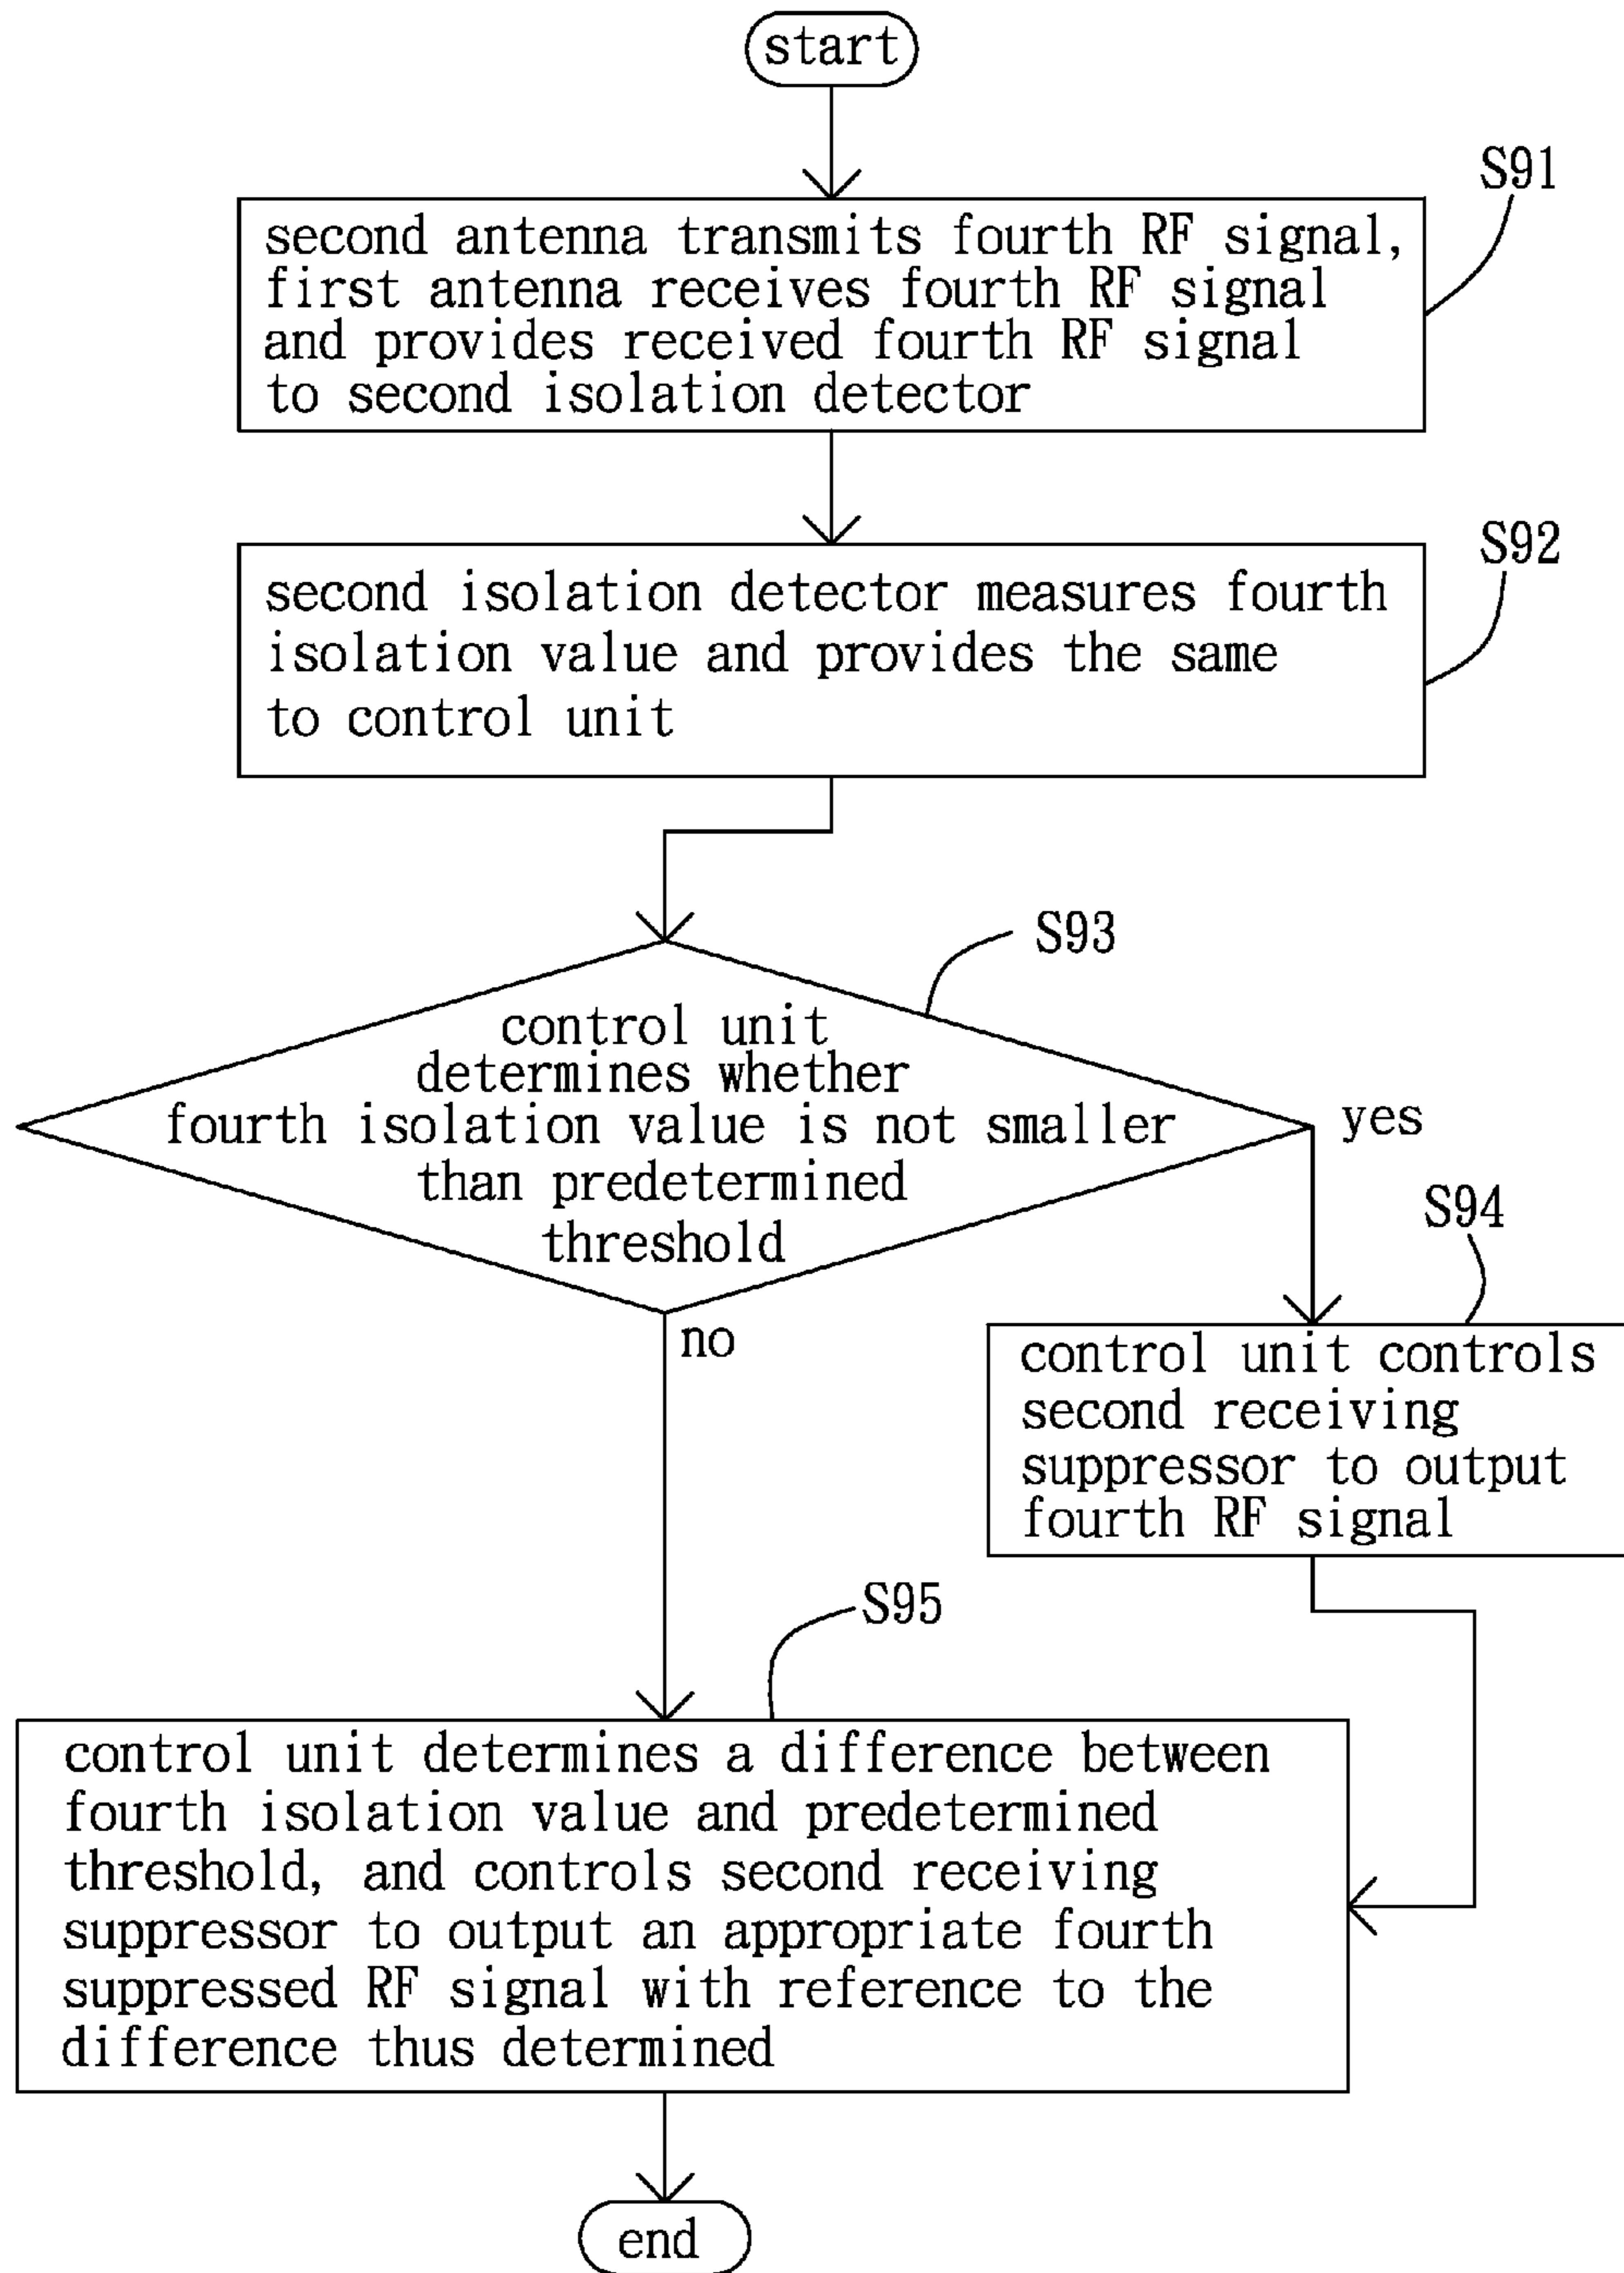 start
S91
second antenna transmits fourth RF signal,
first antenna receives fourth RF signal
and provides received fourth RF signal
to second isolation detector
S92
second isolation detector measures fourth
isolation value and provides the same
to control unit
S93
control unit
determines whether
fourth isolation value is not smaller
than predetermined
threshold
yes
no
S94
control unit controls
second receiving
suppressor to output
fourth RF signal
S95
control unit determines a difference between
fourth isolation value and predetermined
threshold, and controls second receiving
suppressor to output an appropriate fourth
suppressed RF signal with reference to the
difference thus determined
end